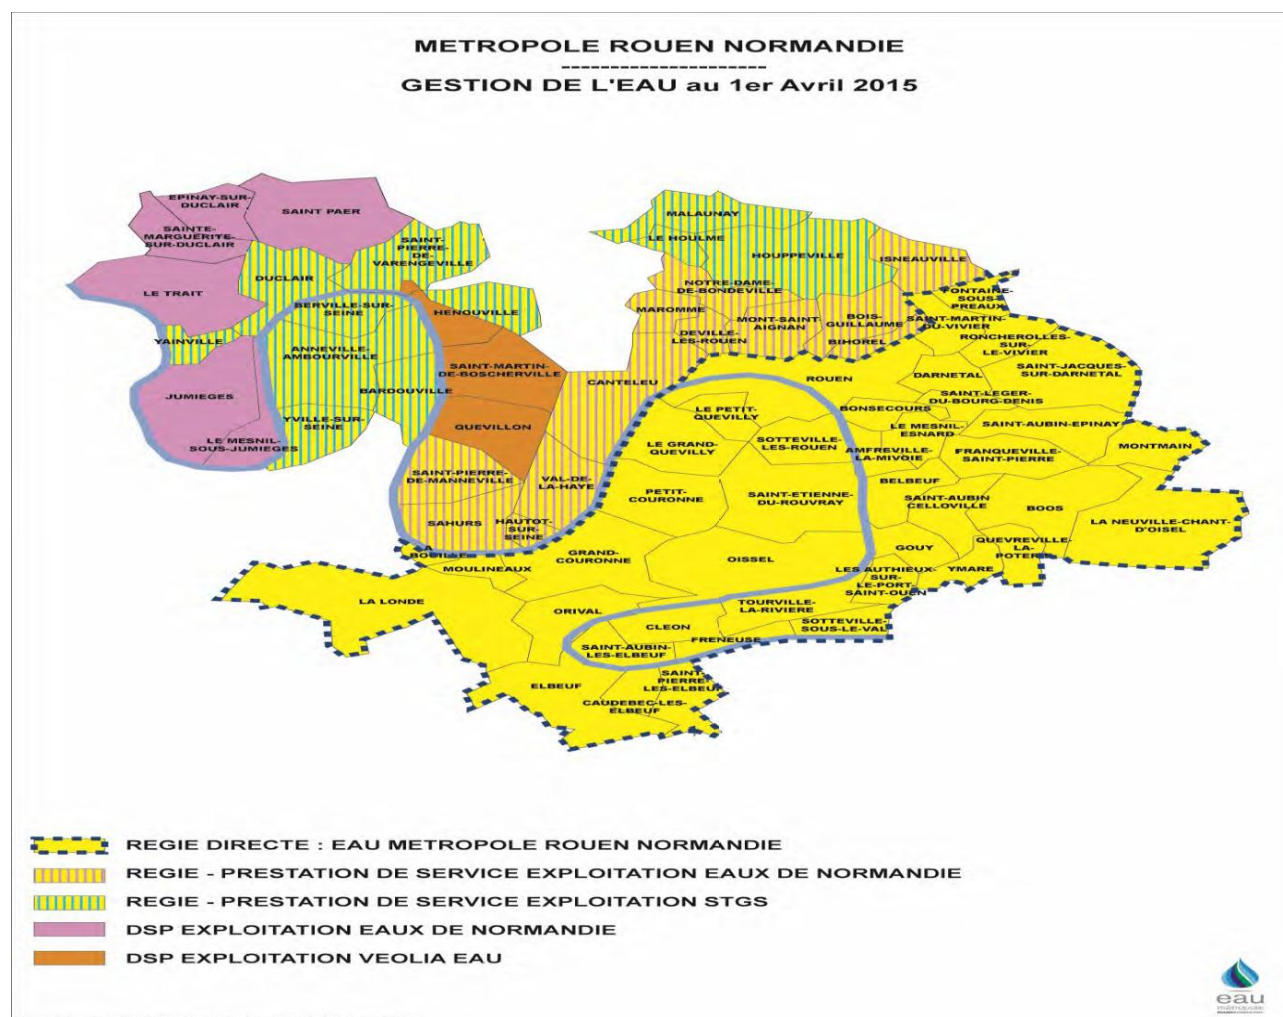 METROPOLE ROUEN NORMANDIE
---------------------
GESTION DE L'EAU au 1er Avril 2015
EPINAY-SUR-
DUCLAIR
SAINT PAER
SAINTE-
MARGUERITE-
SUR-DUCLAIR
SAINT-
PIERRE-
DE-
VARENGEVILLE
DUCLAIR
LE TRAIT
BERVILLE-SUR-
SEINE
HENOUVILLE
YAINVILLE
ANNEVILLE-
AMBOURVILLE
BARDOUVILLE
SAINT-MARTIN-
DE-BOSCHERVILLE
JUMIEGES
YVILLE-SUR-
SEINE
QUEVILLON
LE MESNIL-
SOUS-JUMIEGES
SAINT-PIERRE-
DE-MANNEVILLE
VAL-DE-
LA-HAYE
SAHURS
HAUTOT-
SUR-
SEINE
MALAUNAY
LE HOULME
HOUPPEVILLE
ISNEAUVILLE
NOTRE-DAME-
DE-BONDEVILLE
MAROMME
MONT-SAINT-
AIGNAN
BOIS-
GUILLAUME
DEVILLE-
LES-ROUEN
BIHOREL
CANTELEU
FONTAINE-
SOUS-
PREAUX
SAINT-MARTIN-
DU-VIVIER
RONCHEROLLES-
SUR-
LE-VIVIER
ROUEN
DARNETAL
SAINT-JACQUES-
SUR-DARNETAL
SAINT-LEGER-
DU-BOURG-DENIS
LE PETIT-
QUEVILLY
BONSECOURS
LE MESNIL-
ESNARD
SAINT-AUBIN-EPINAY
LE GRAND-
QUEVILLY
SOTTEVILLE-
LES-ROUEN
AMFREVILLE-
LA-MIVOIE
FRANQUEVILLE-
SAINT-PIERRE
MONTMAIN
BELBEUF
PETIT-
COURONNE
SAINT-ETIENNE-
DU-ROUVRAY
SAINT-AUBIN
CELLOVILLE
BOOS
LA NEUVILLE-CHANT-
D'OISEL
LA
BOUILLE
MOULINEAUX
GRAND-
COURONNE
OISSEL
GOUY
QUEVREVILLE-
LA-
POTERIE
YMARE
LES AUTHIEUX-
SUR-
LE-PORT-
SAINT-OUEN
LA LONDE
ORIVAL
TOURVILLE-
LA-RIVIERE
CLEON
FRENEUSE
SOTTEVILLE-
SOUS-LE-VAL
SAINT-AUBIN-
LES-ELBEUF
ELBEUF
SAINT-
PIERRE-
LES-ELBEUF
CAUDEBEC-LES-
ELBEUF
REGIE DIRECTE : EAU METROPOLE ROUEN NORMANDIE
REGIE - PRESTATION DE SERVICE EXPLOITATION EAUX DE NORMANDIE
REGIE - PRESTATION DE SERVICE EXPLOITATION STGS
DSP EXPLOITATION EAUX DE NORMANDIE
DSP EXPLOITATION VEOLIA EAU
eau
métropole